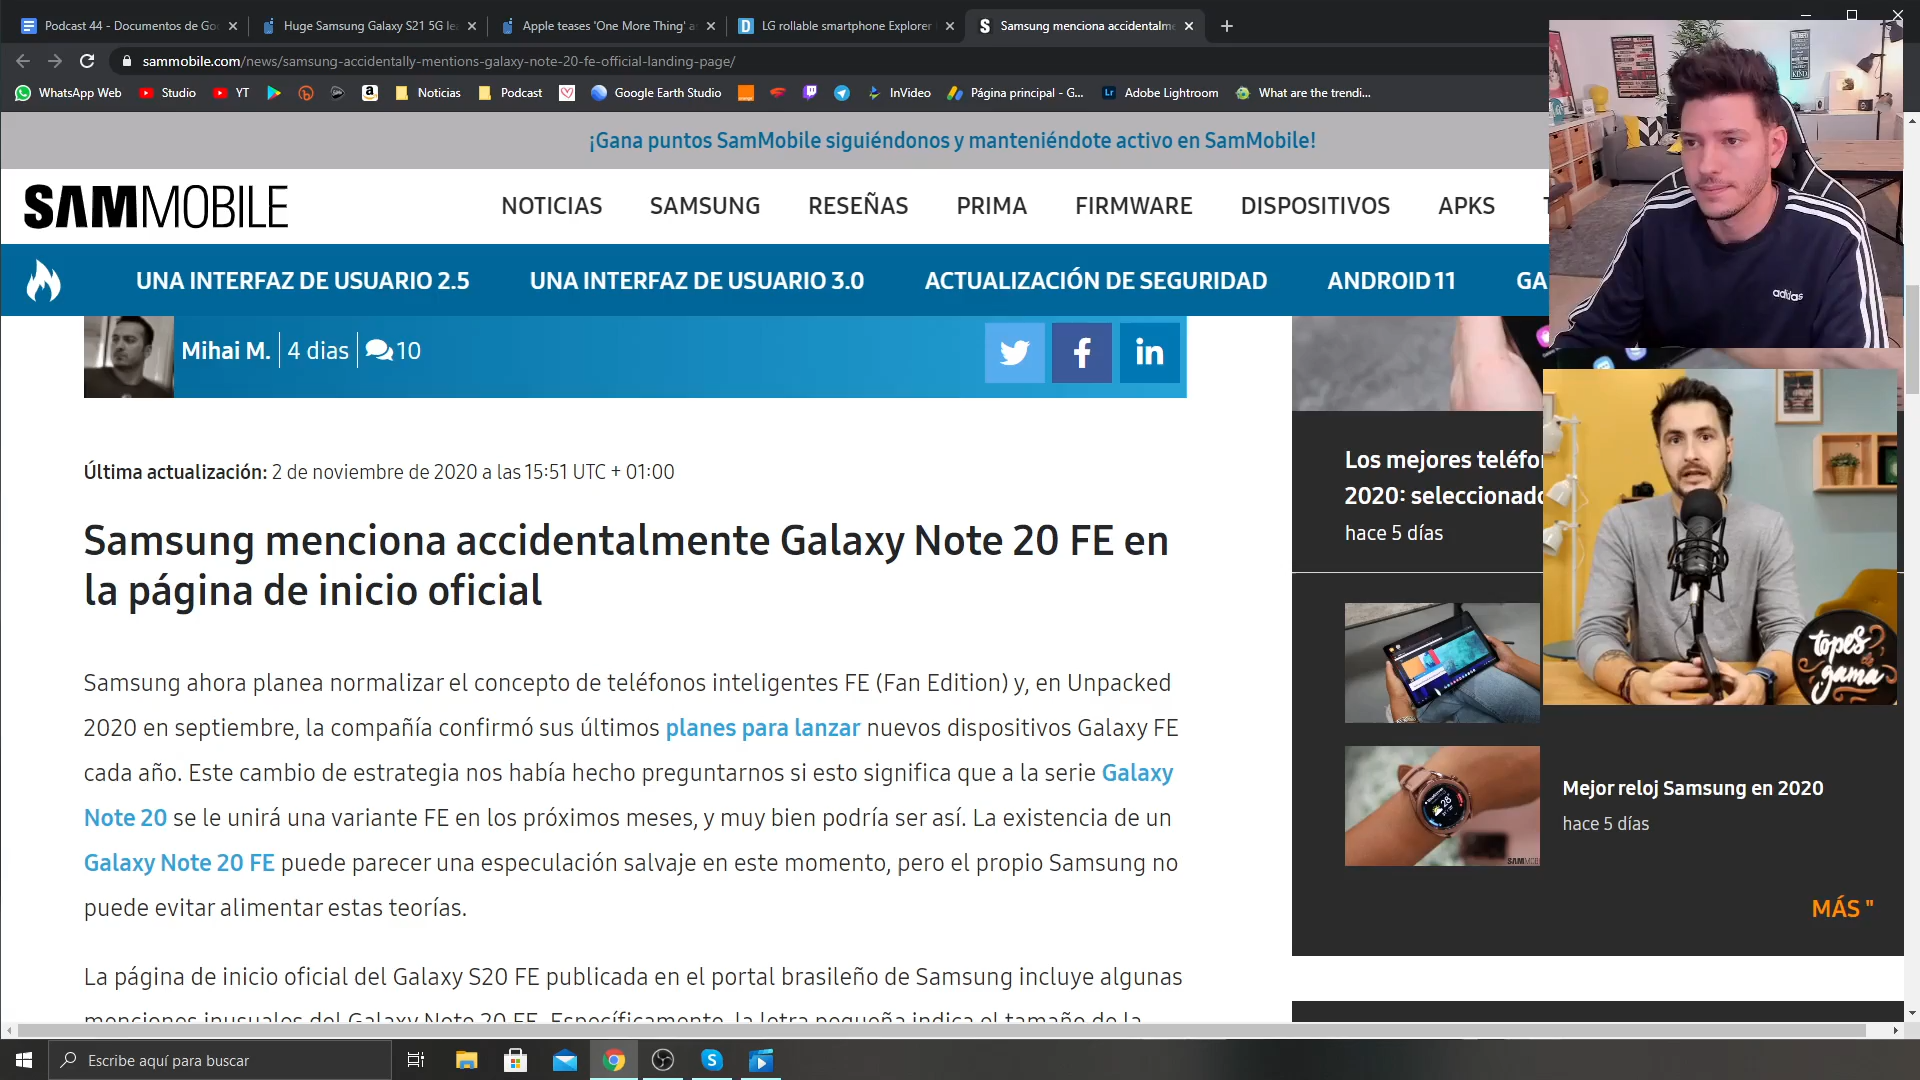 Podcast 44 - Documentos de Go
Huge Samsung Galaxy S21 5G le
Apple teases 'One More Thing' a
LG rollable smartphone Explorer
Samsung menciona accidentalme
sammobile.com/news/samsung-accidentally-mentions-galaxy-note-20-fe-official-landing-page/
WhatsApp Web
Studio
YT
Noticias
Podcast
Google Earth Studio
InVideo
Página principal - G...
Adobe Lightroom
What are the trendi...
¡Gana puntos SamMobile siguiéndonos y manteniéndote activo en SamMobile!
SAMMOBILE
NOTICIAS
SAMSUNG
RESEÑAS
PRIMA
FIRMWARE
DISPOSITIVOS
APKS
UNA INTERFAZ DE USUARIO 2.5
UNA INTERFAZ DE USUARIO 3.0
ACTUALIZACIÓN DE SEGURIDAD
ANDROID 11
GA
adidas
Mihai M.
4 dias
10
Última actualización: 2 de noviembre de 2020 a las 15:51 UTC + 01:00
Samsung menciona accidentalmente Galaxy Note 20 FE en
la página de inicio oficial
Samsung ahora planea normalizar el concepto de teléfonos inteligentes FE (Fan Edition) y, en Unpacked
2020 en septiembre, la compañía confirmó sus últimos planes para lanzar nuevos dispositivos Galaxy FE
cada año. Este cambio de estrategia nos había hecho preguntarnos si esto significa que a la serie Galaxy
Note 20 se le unirá una variante FE en los próximos meses, y muy bien podría ser así. La existencia de un
Galaxy Note 20 FE puede parecer una especulación salvaje en este momento, pero el propio Samsung no
puede evitar alimentar estas teorías.
La página de inicio oficial del Galaxy S20 FE publicada en el portal brasileño de Samsung incluye algunas
menciones inusuales del Galaxy Note 20 FE. Específicamente, la letra pequeña indica el tamaño de la
Los mejores teléfo
2020: seleccionado
hace 5 días
topes de gama
Mejor reloj Samsung en 2020
hace 5 días
MÁS "
Escribe aquí para buscar